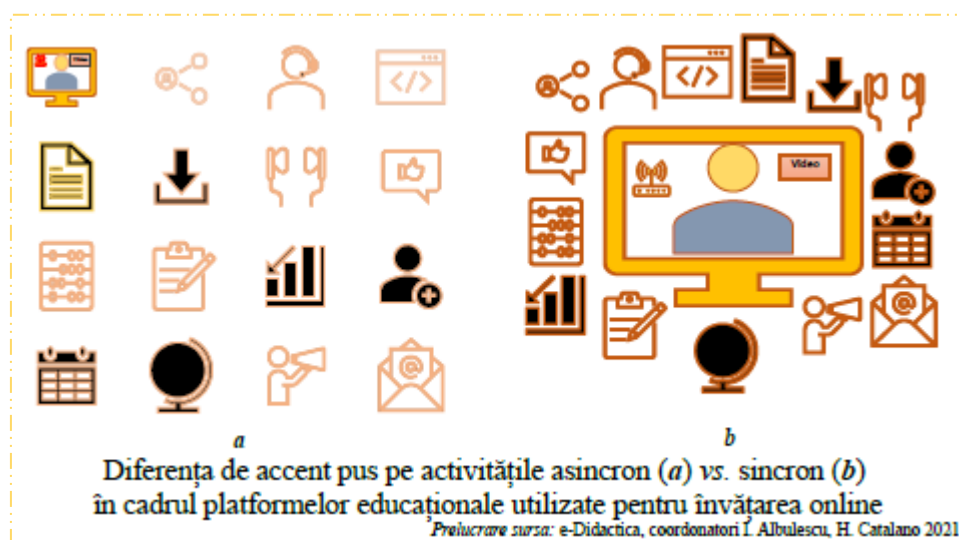 Video
a
b
Diferența de accent pus pe activitățile asincron (a) vs. sincron (b)
în cadrul platformelor educaționale utilizate pentru învățarea online
Prelucrare sursa: e-Didactica, coordonatori I. Albulescu, H. Catalano 2021